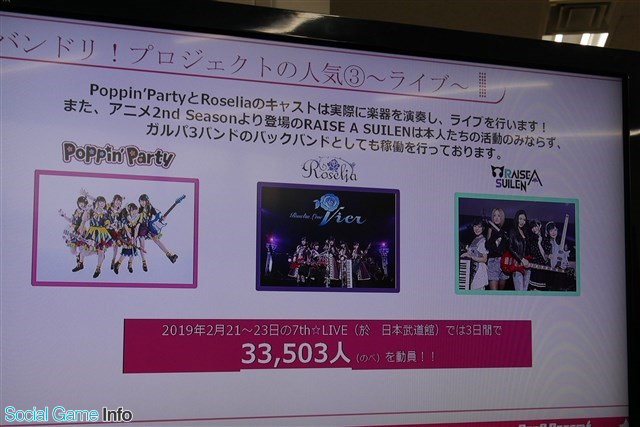 バンドリ！プロジェクトの人気③～ライブ～
Poppin'PartyとRoseliaのキャストは実際に楽器を演奏し、ライブを行います！
また、アニメ2nd Seasonより登場のRAISE A SUILENは本人たちの活動のみならず、
ガルパ3バンドのバックバンドとしても稼働を行っております。
Poppin'Party
Roselia
RAISE A SUILEN
Vier
2019年2月21～23日の7th☆LIVE（於　日本武道館）では3日間で
33,503人（のべ）を動員！！
Social Game Info